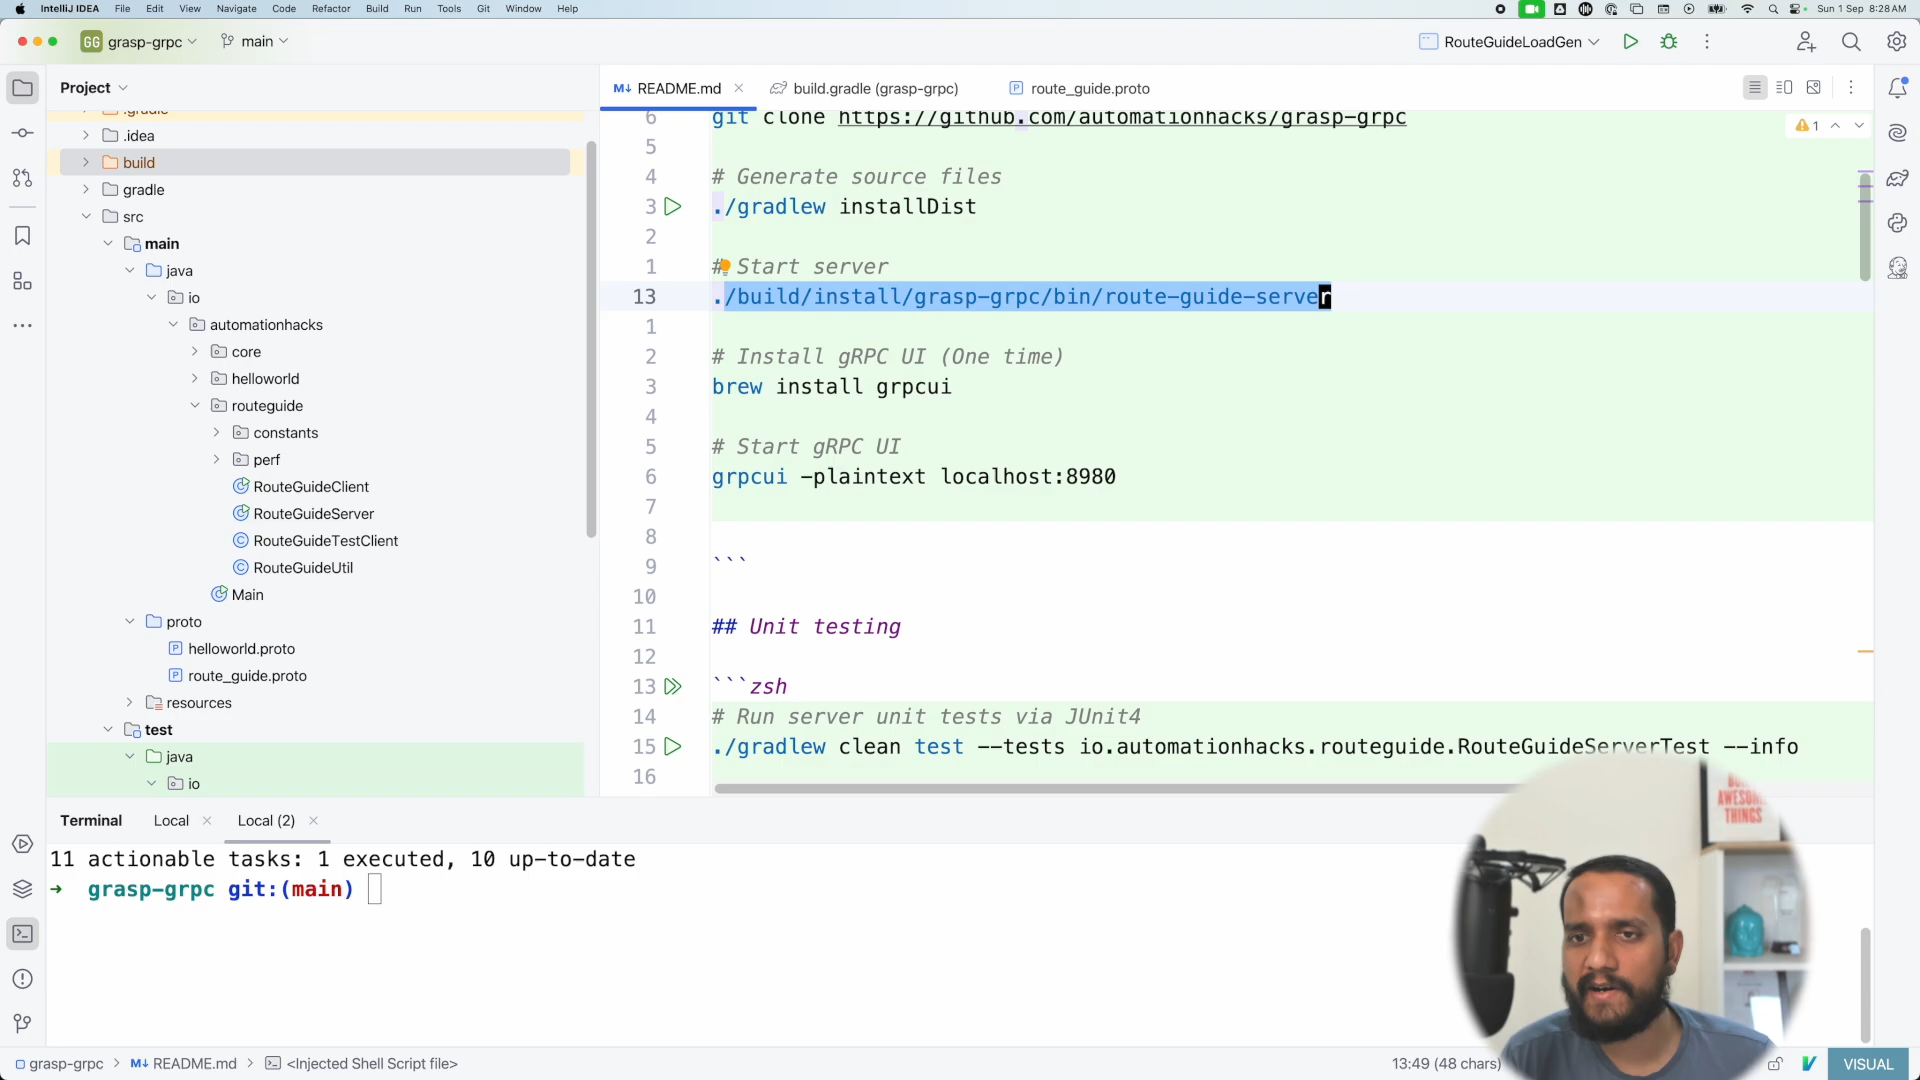 IntelliJ IDEA File Edit View Navigate Code Refactor Build Run Tools Git Window Help Sun 1 Sep 8:28 AM
GG grasp-grpc main RouteGuideLoadGen
Project
README.md build.gradle (grasp-grpc) route_guide.proto
.gradle
.idea
build
gradle
src
main
java
io
automationhacks
core
helloworld
routeguide
constants
perf
RouteGuideClient
RouteGuideServer
RouteGuideTestClient
RouteGuideUtil
Main
proto
helloworld.proto
route_guide.proto
resources
test
java
io
6 git clone https://github.com/automationhacks/grasp-grpc
5
4 # Generate source files
3 ./gradlew installDist
2
1 # Start server
13 ./build/install/grasp-grpc/bin/route-guide-server
1
2 # Install gRPC UI (One time)
3 brew install grpcui
4
5 # Start gRPC UI
6 grpcui -plaintext localhost:8980
7
8
9 ```
10
11 ## Unit testing
12
13 ```zsh
14 # Run server unit tests via JUnit4
15 ./gradlew clean test --tests io.automationhacks.routeguide.RouteGuideServerTest --info
16
1
Terminal Local Local (2)
11 actionable tasks: 1 executed, 10 up-to-date
→ grasp-grpc git:(main)
AWESOME
THINGS
grasp-grpc > README.md > <Injected Shell Script file>
13:49 (48 chars)
VISUAL